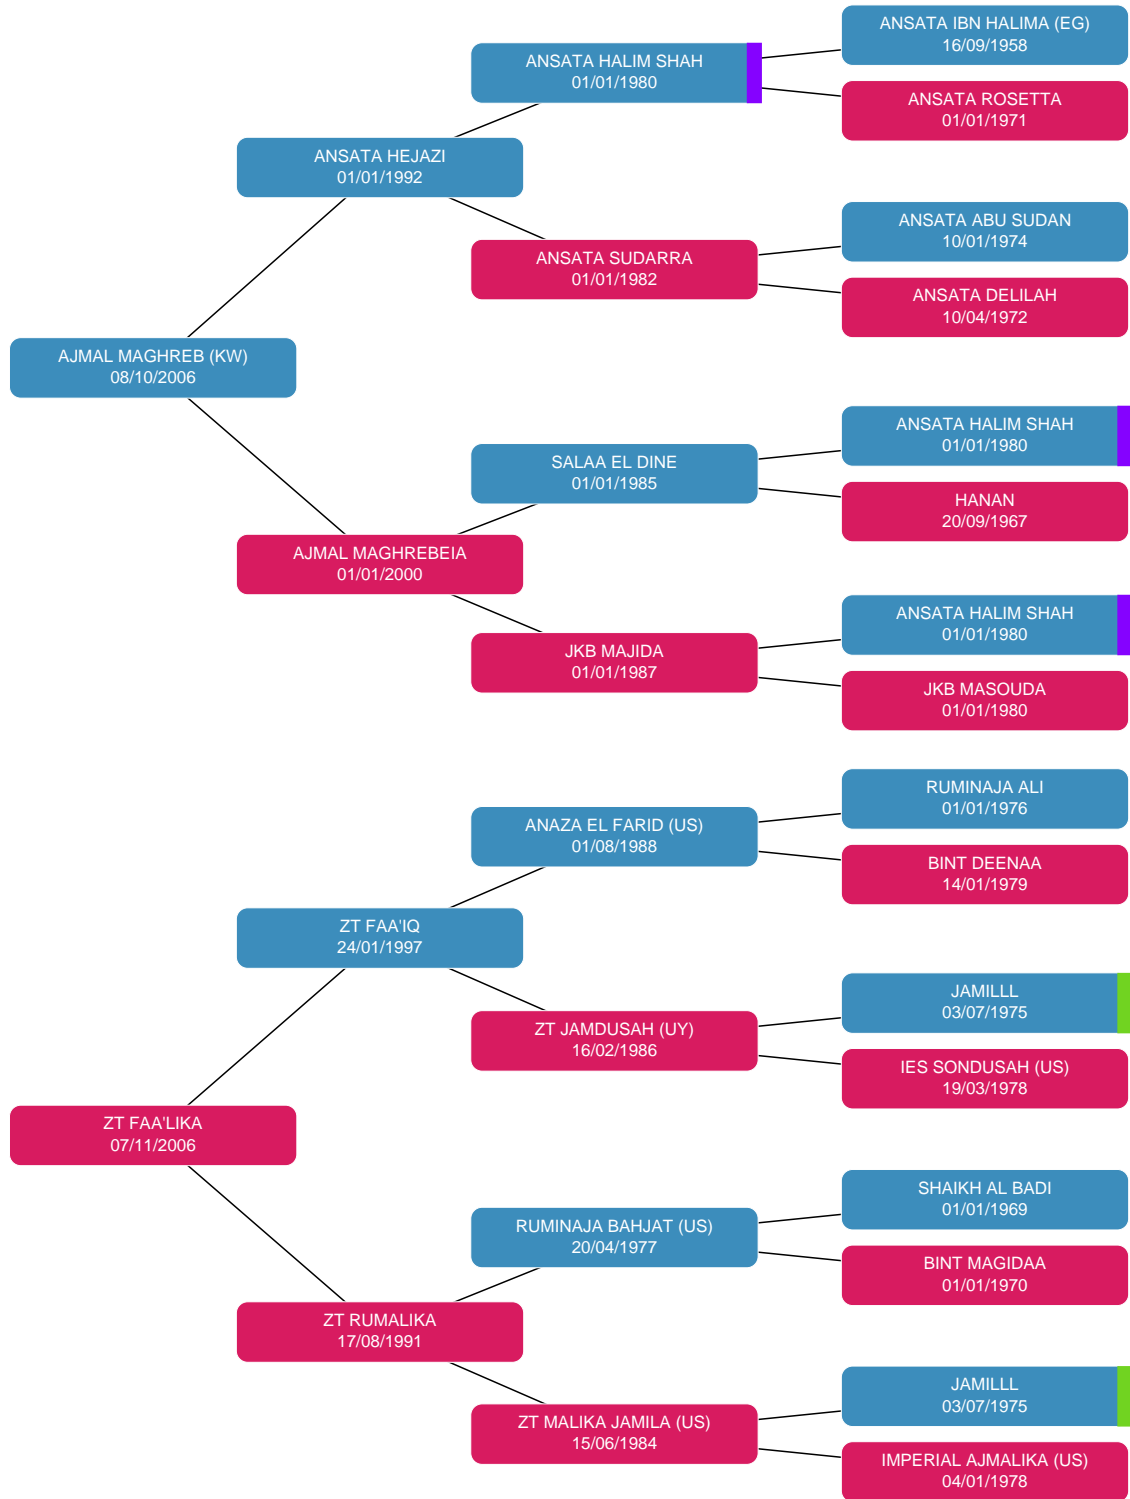 ANSATA IBN HALIMA (EG)
16/09/1958
ANSATA HALIM SHAH
01/01/1980
ANSATA ROSETTA
01/01/1971
ANSATA HEJAZI
01/01/1992
ANSATA ABU SUDAN
10/01/1974
ANSATA SUDARRA
01/01/1982
ANSATA DELILAH
10/04/1972
AJMAL MAGHREB (KW)
08/10/2006
ANSATA HALIM SHAH
01/01/1980
SALAA EL DINE
01/01/1985
HANAN
20/09/1967
AJMAL MAGHREBEIA
01/01/2000
ANSATA HALIM SHAH
01/01/1980
JKB MAJIDA
01/01/1987
JKB MASOUDA
01/01/1980
RUMINAJA ALI
01/01/1976
ANAZA EL FARID (US)
01/08/1988
BINT DEENAA
14/01/1979
ZT FAA'IQ
24/01/1997
JAMILLL
03/07/1975
ZT JAMDUSAH (UY)
16/02/1986
IES SONDUSAH (US)
19/03/1978
ZT FAA'LIKA
07/11/2006
SHAIKH AL BADI
01/01/1969
RUMINAJA BAHJAT (US)
20/04/1977
BINT MAGIDAA
01/01/1970
ZT RUMALIKA
17/08/1991
JAMILLL
03/07/1975
ZT MALIKA JAMILA (US)
15/06/1984
IMPERIAL AJMALIKA (US)
04/01/1978